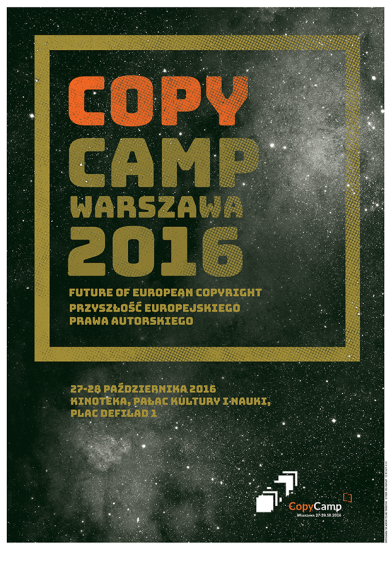 COPY
CAMP
WARSZAWA
2016
FUTURE OF EUROPEAN COPYRIGHT
PRZYSZŁOŚĆ EUROPEJSKIEGO
PRAWA AUTORSKIEGO
27-28 PAŹDZIERNIKA 2016
KINOTEKA, PAŁAC KULTURY I NAUKI,
PLAC DEFILAD 1
CopyCamp
Warszawa 27-28.10 2016